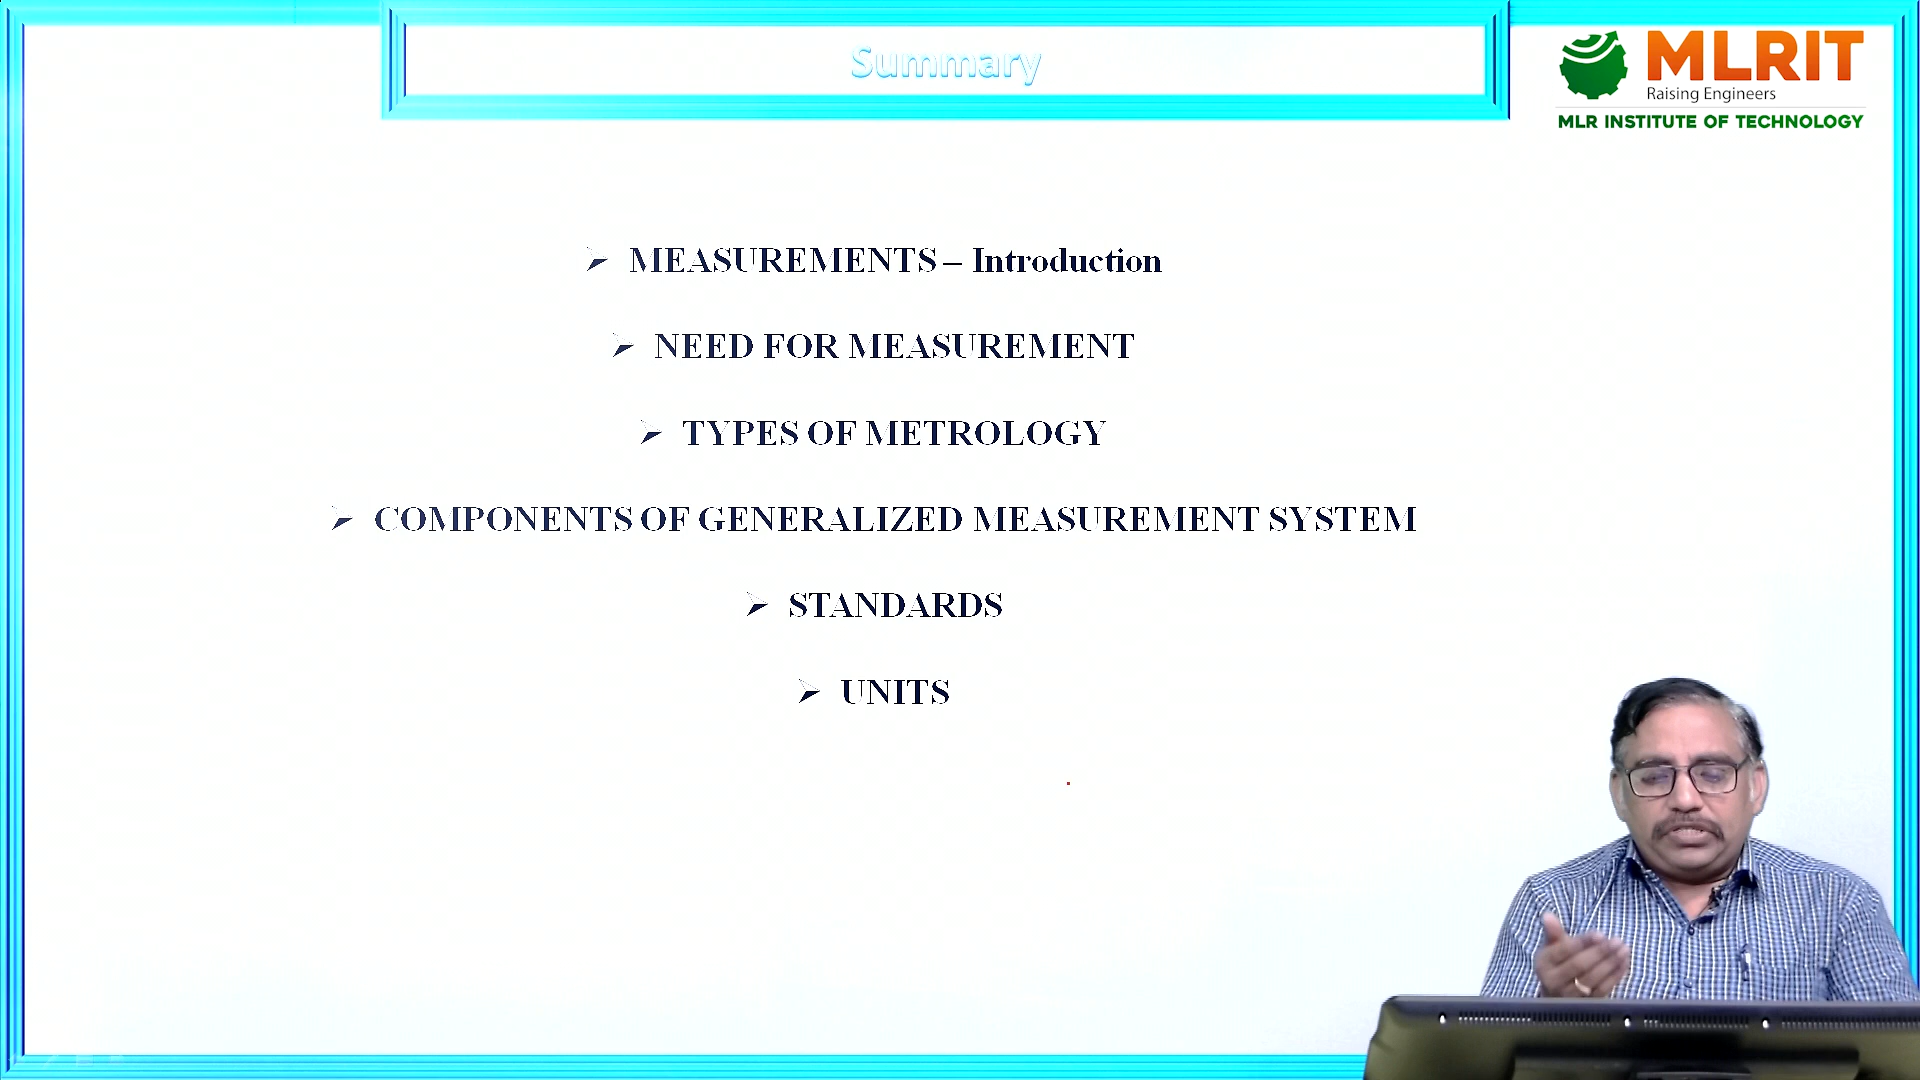 Summary
MLRIT
Raising Engineers
MLR INSTITUTE OF TECHNOLOGY
➢ MEASUREMENTS – Introduction
➢ NEED FOR MEASUREMENT
➢ TYPES OF METROLOGY
➢ COMPONENTS OF GENERALIZED MEASUREMENT SYSTEM
➢ STANDARDS
➢ UNITS